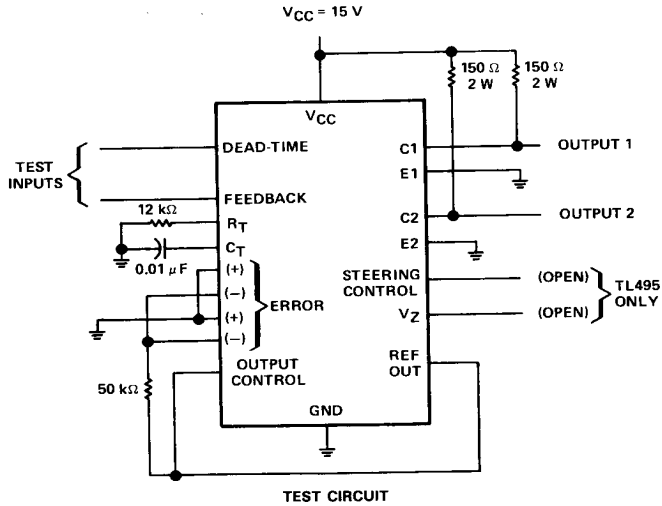 VCC = 15 V
150 Ω
2 W
150 Ω
2 W
VCC
TEST
INPUTS
DEAD-TIME
FEEDBACK
12 kΩ
RT
CT
0.01 μF
(+)
(−)
(+)
(−)
ERROR
OUTPUT
CONTROL
50 kΩ
GND
C1
OUTPUT 1
E1
C2
OUTPUT 2
E2
STEERING
CONTROL
(OPEN)
VZ
(OPEN)
TL495
ONLY
REF
OUT
TEST CIRCUIT